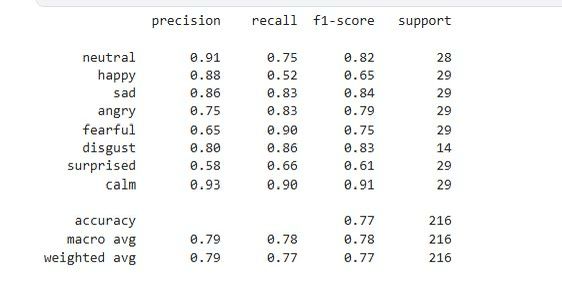 precision recall f1-score support
neutral 0.91 0.75 0.82 28
happy 0.88 0.52 0.65 29
sad 0.86 0.83 0.84 29
angry 0.75 0.83 0.79 29
fearful 0.65 0.90 0.75 29
disgust 0.80 0.86 0.83 14
surprised 0.58 0.66 0.61 29
calm 0.93 0.90 0.91 29
accuracy 0.77 216
macro avg 0.79 0.78 0.78 216
weighted avg 0.79 0.77 0.77 216